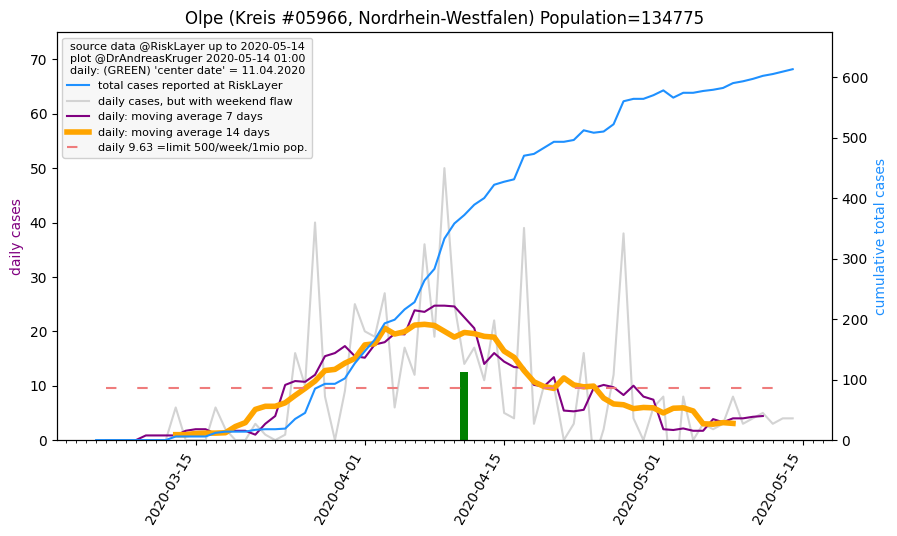 Olpe (Kreis #05966, Nordrhein-Westfalen) Population=134775
source data @RiskLayer up to 2020-05-14
plot @DrAndreasKruger 2020-05-14 01:00
daily: (GREEN) 'center date' = 11.04.2020
total cases reported at RiskLayer
daily cases, but with weekend flaw
daily: moving average 7 days
daily: moving average 14 days
daily 9.63 =limit 500/week/1mio pop.
daily cases
70
60
50
40
30
20
10
0
cumulative total cases
600
500
400
300
200
100
0
2020-03-15
2020-04-01
2020-04-15
2020-05-01
2020-05-15